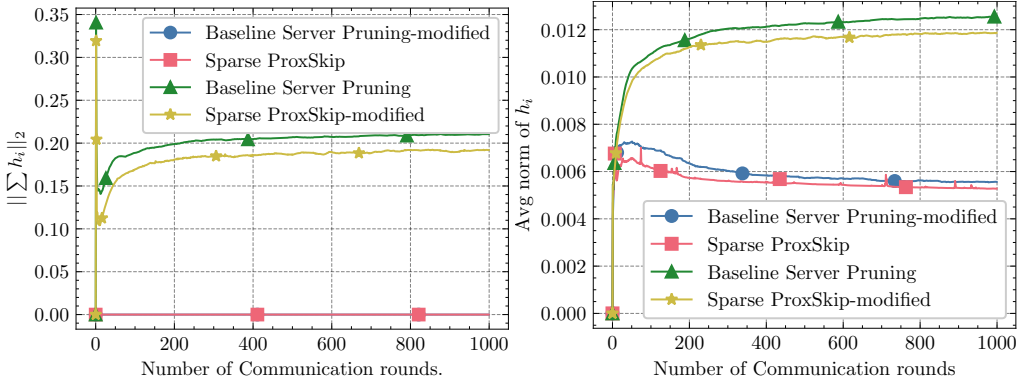 ||∑ h_i||_2
0.35
0.30
0.25
0.20
0.15
0.10
0.05
0.00
0
200
400
600
800
1000
Number of Communication rounds.
Baseline Server Pruning-modified
Sparse ProxSkip
Baseline Server Pruning
Sparse ProxSkip-modified
Avg norm of h_i
0.012
0.010
0.008
0.006
0.004
0.002
0.000
0
200
400
600
800
1000
Number of Communication rounds
Baseline Server Pruning-modified
Sparse ProxSkip
Baseline Server Pruning
Sparse ProxSkip-modified